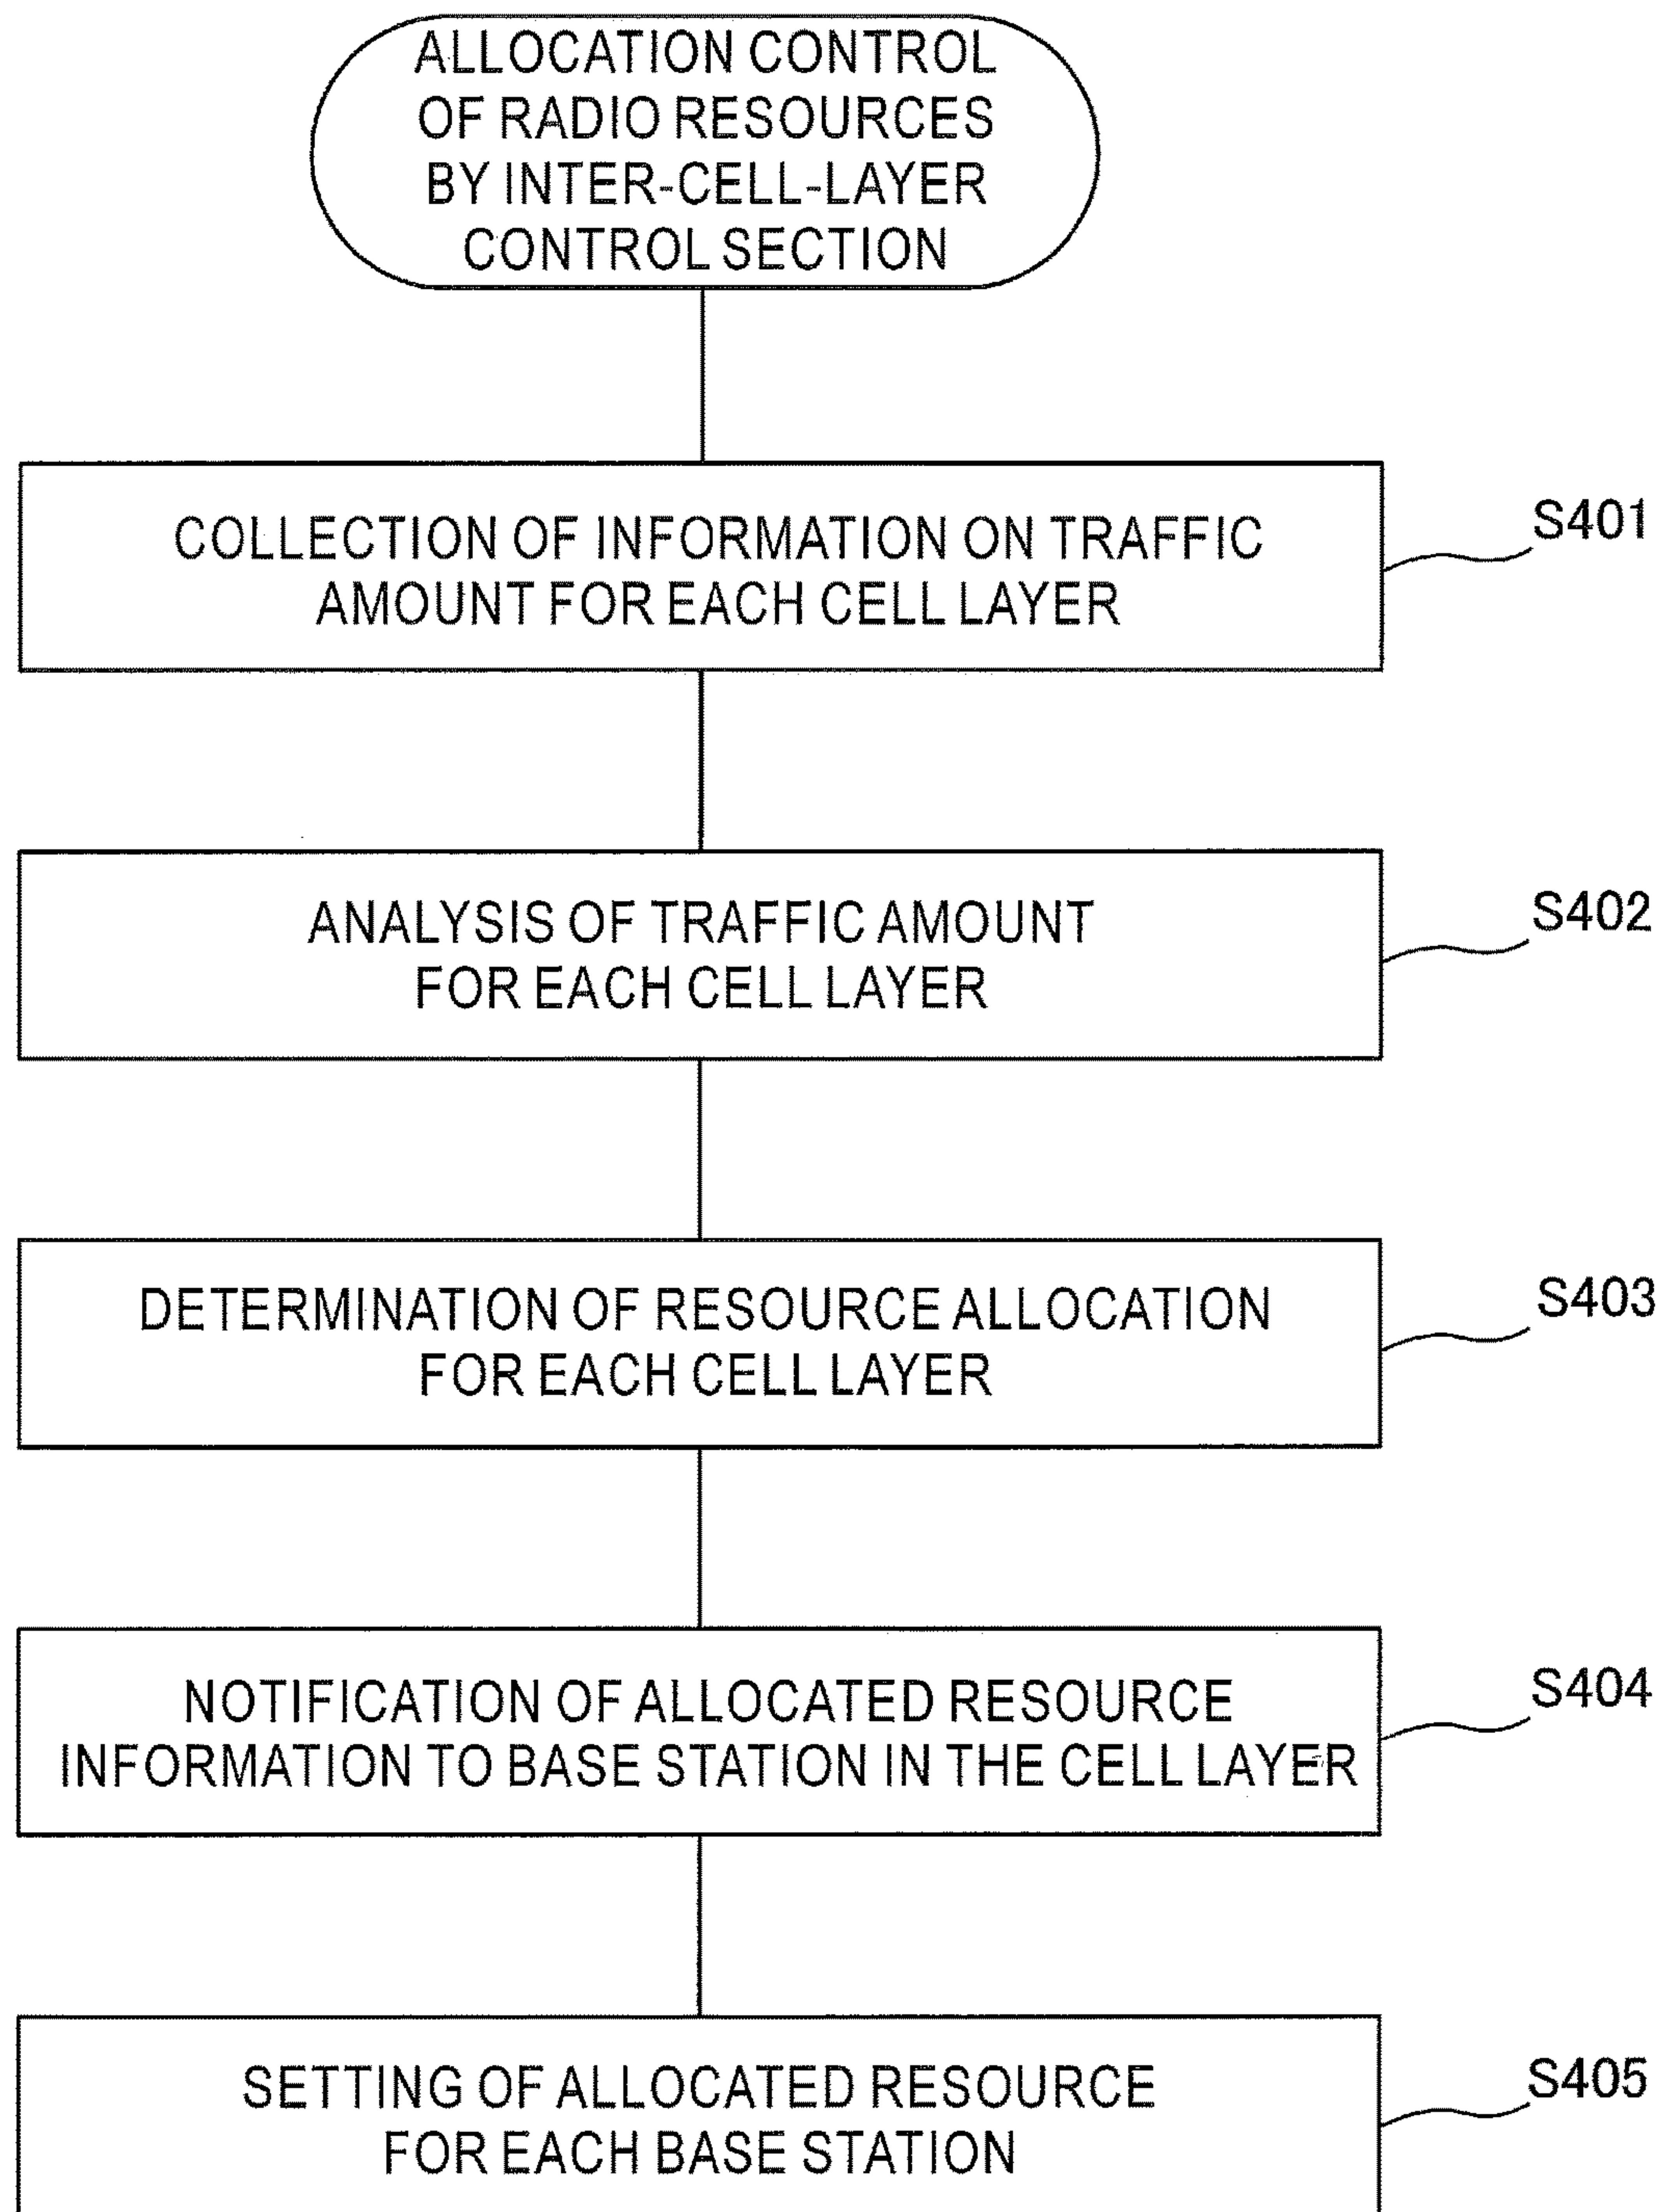 ALLOCATION CONTROL
OF RADIO RESOURCES
BY INTER-CELL-LAYER
CONTROL SECTION
COLLECTION OF INFORMATION ON TRAFFIC
AMOUNT FOR EACH CELL LAYER
S401
ANALYSIS OF TRAFFIC AMOUNT
FOR EACH CELL LAYER
S402
DETERMINATION OF RESOURCE ALLOCATION
FOR EACH CELL LAYER
S403
NOTIFICATION OF ALLOCATED RESOURCE
INFORMATION TO BASE STATION IN THE CELL LAYER
S404
SETTING OF ALLOCATED RESOURCE
FOR EACH BASE STATION
S405